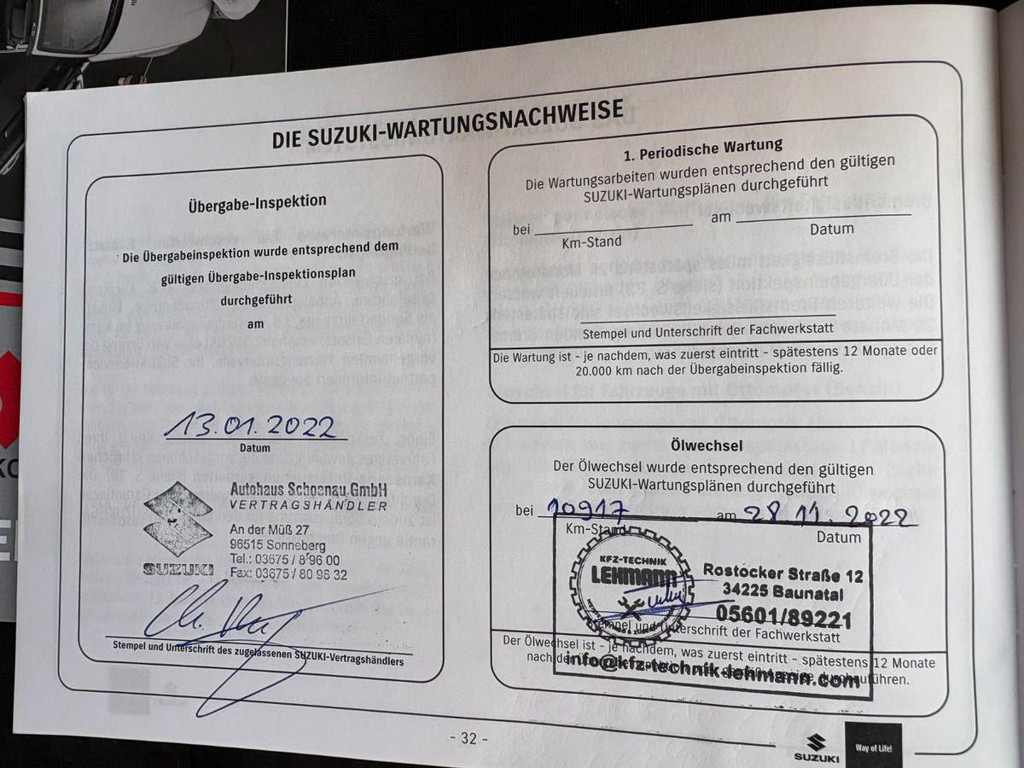 DIE SUZUKI-WARTUNGSNACHWEISE
Übergabe-Inspektion
Die Übergabeinspektion wurde entsprechend dem
gültigen Übergabe-Inspektionsplan
durchgeführt
am
13.01.2022
Datum
Autohaus Schoenau GmbH
VERTRAGSHÄNDLER
An der Müß 27
96515 Sonneberg
Tel.: 03675 / 8 96 00
Fax: 03675 / 80 96 32
SUZUKI
Stempel und Unterschrift des zugelassenen SUZUKI-Vertragshändlers
1. Periodische Wartung
Die Wartungsarbeiten wurden entsprechend den gültigen
SUZUKI-Wartungsplänen durchgeführt
bei am
Km-Stand Datum
Stempel und Unterschrift der Fachwerkstatt
Die Wartung ist - je nachdem, was zuerst eintritt - spätestens 12 Monate oder
20.000 km nach der Übergabeinspektion fällig.
Ölwechsel
Der Ölwechsel wurde entsprechend den gültigen
SUZUKI-Wartungsplänen durchgeführt
bei 10917 am 28.11.2022
Km-Stand Datum
KFZ-TECHNIK
LEHMANN
Rostocker Straße 12
34225 Baunatal
05601/89221
Stempel und Unterschrift der Fachwerkstatt
Der Ölwechsel ist - je nachdem, was zuerst eintritt - spätestens 12 Monate
info@kfz-technik-lehmann.com
- 32 -
SUZUKI
Way of Life!